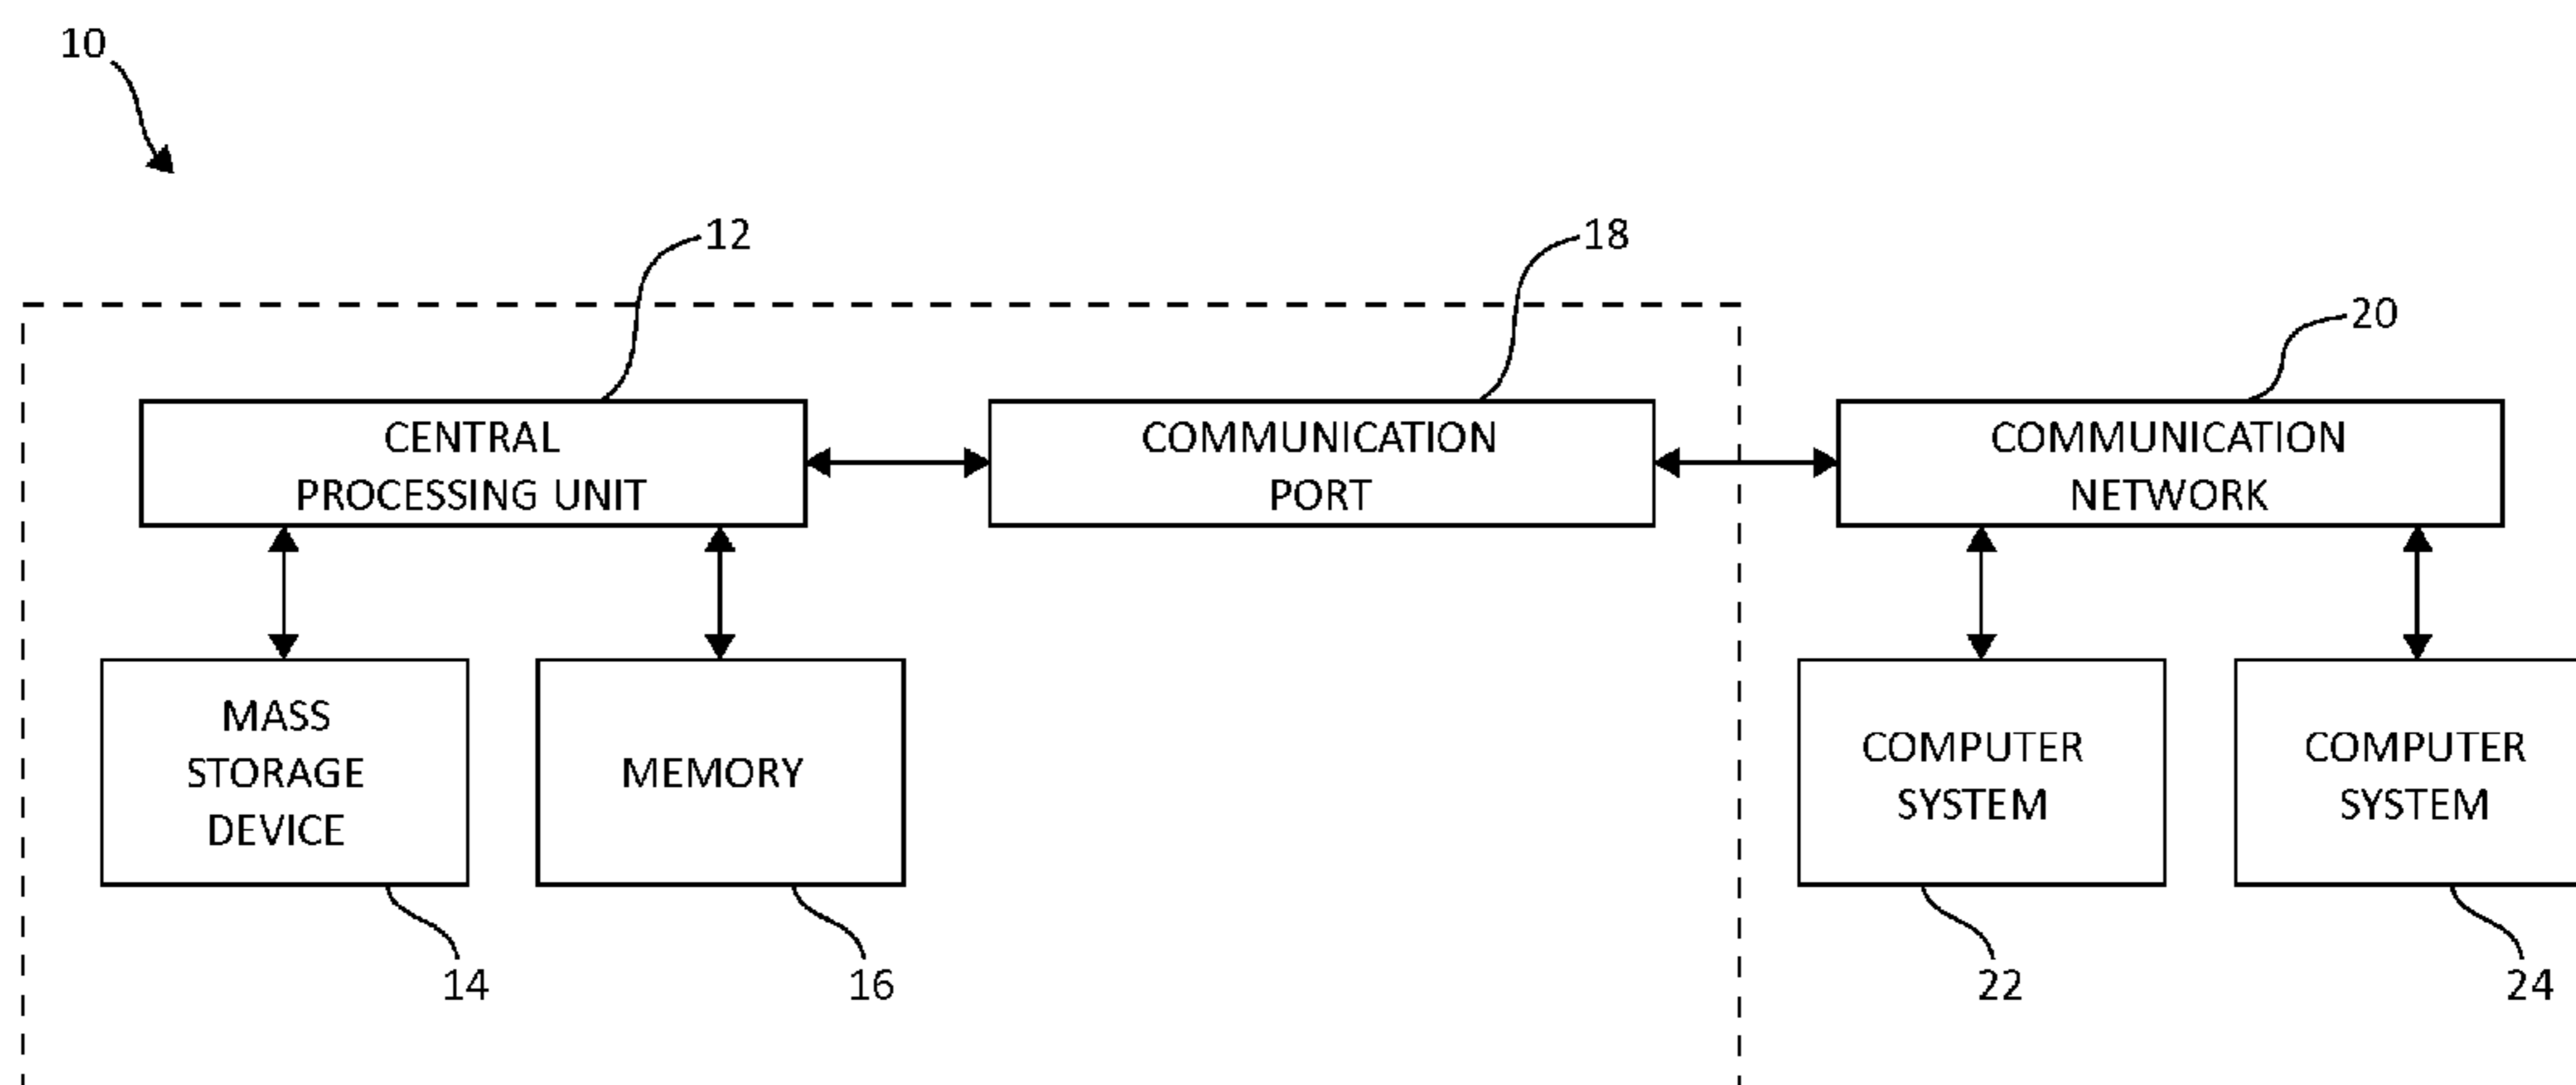 10
12
18
20
CENTRAL
PROCESSING UNIT
COMMUNICATION
PORT
COMMUNICATION
NETWORK
MASS
STORAGE
DEVICE
MEMORY
COMPUTER
SYSTEM
COMPUTER
SYSTEM
14
16
22
24